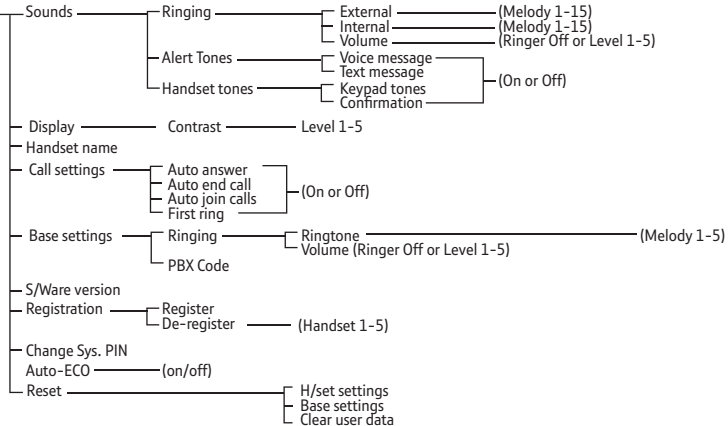 Sounds Ringing External (Melody 1-15)
Internal (Melody 1-15)
Volume (Ringer Off or Level 1-5)
Alert Tones Voice message
Text message
(On or Off)
Handset tones Keypad tones
Confirmation
Display Contrast Level 1-5
Handset name
Call settings Auto answer
Auto end call
Auto join calls
(On or Off)
First ring
Base settings Ringing Ringtone (Melody 1-5)
Volume (Ringer Off or Level 1-5)
PBX Code
S/Ware version
Registration Register
De-register (Handset 1-5)
Change Sys. PIN
Auto-ECO (on/off)
Reset H/set settings
Base settings
Clear user data